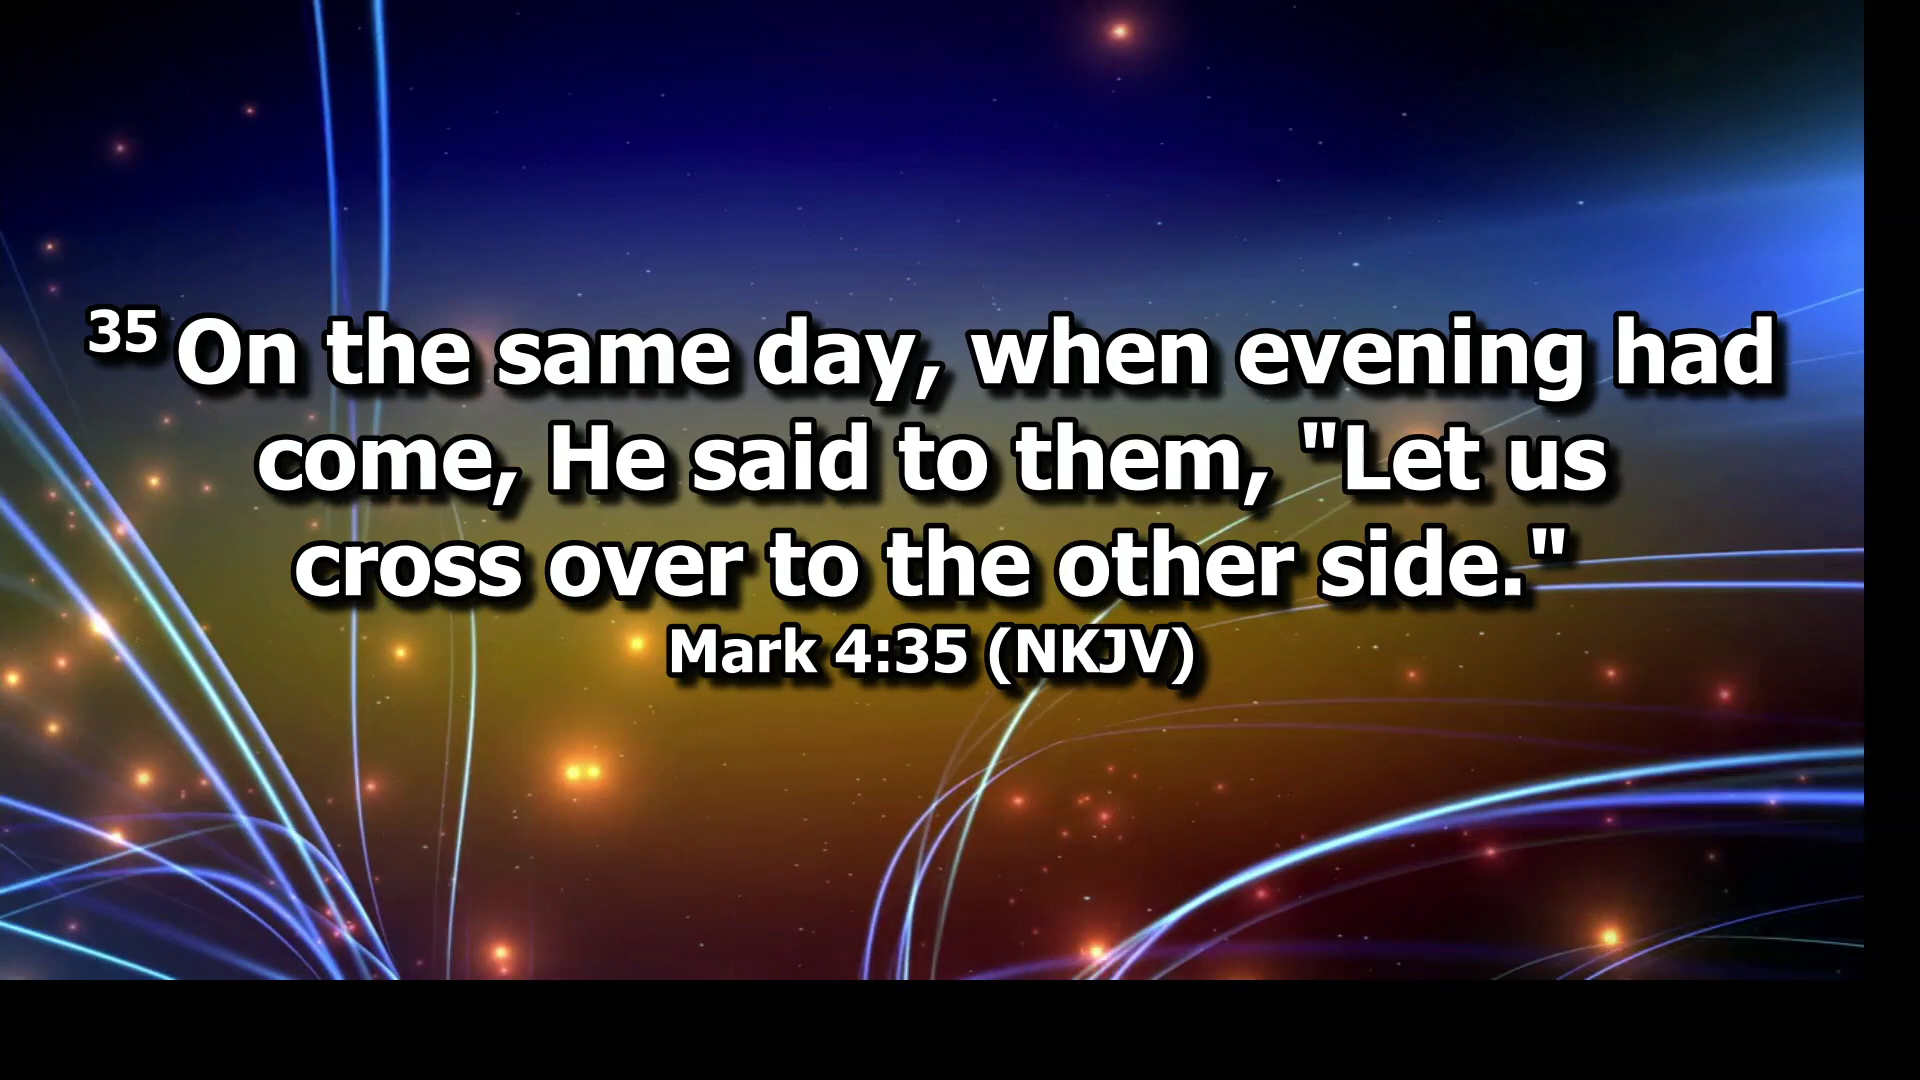 35 On the same day, when evening had
come, He said to them, "Let us
cross over to the other side."
Mark 4:35 (NKJV)